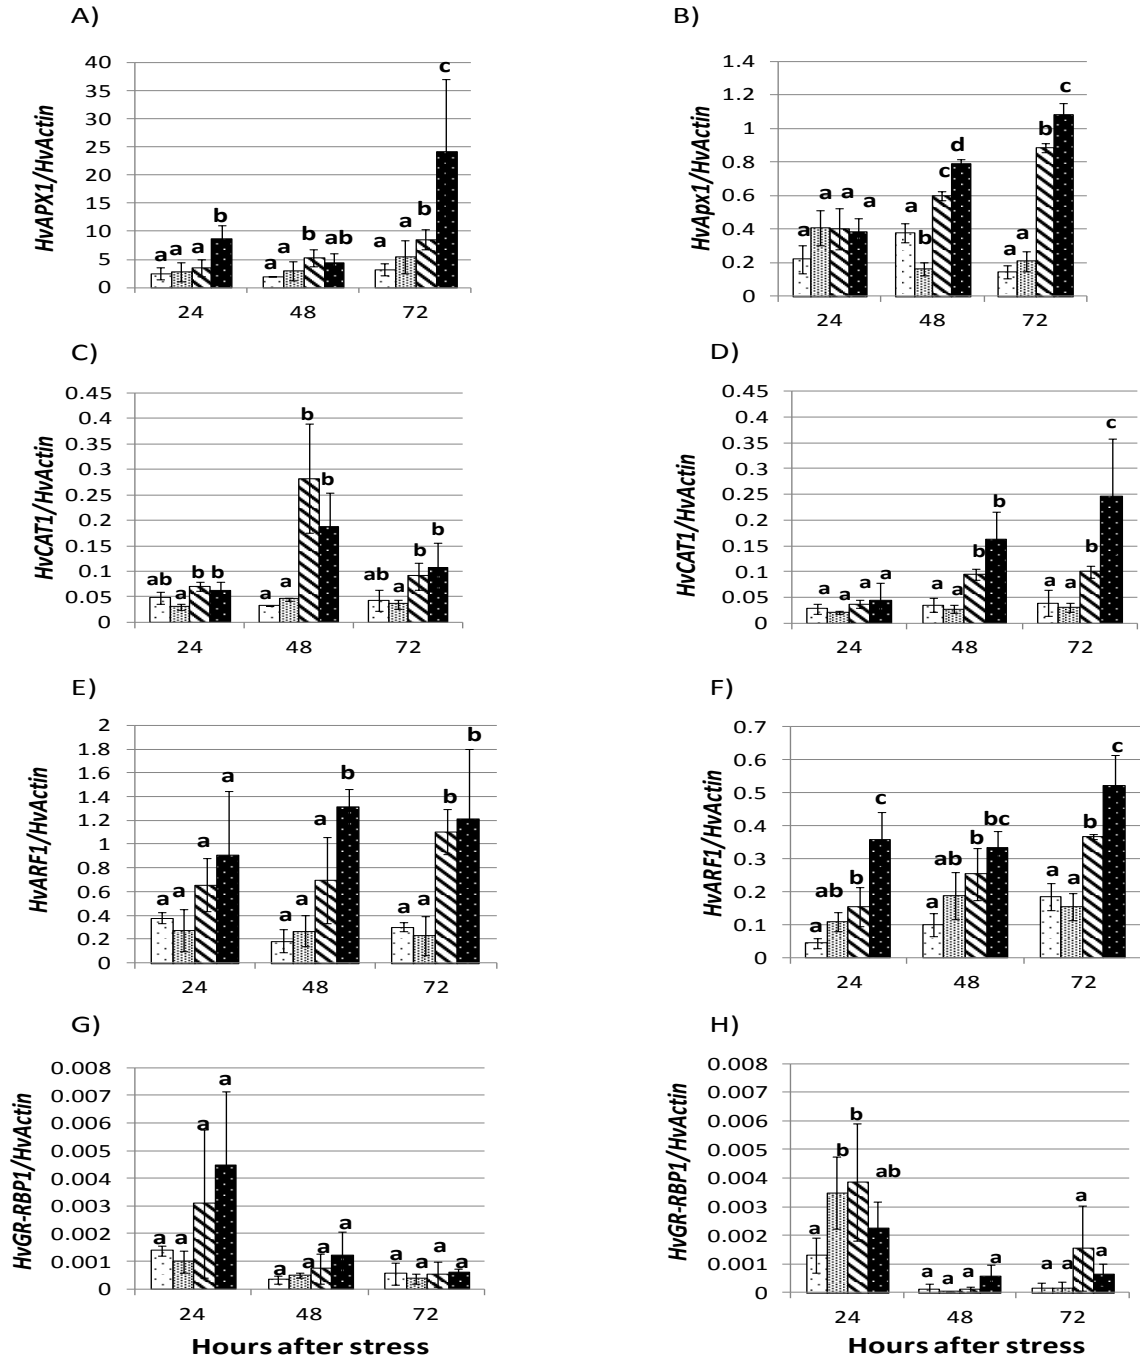 A)
HvAPX1/HvActin
40
35
30
25
20
15
10
5
0
a a a b
a a b ab
a a b c
24 48 72
B)
HvApx1/HvActin
1.4
1.2
1
0.8
0.6
0.4
0.2
0
a a a a
a b c d
a a b c
24 48 72
C)
HvCAT1/HvActin
0.45
0.4
0.35
0.3
0.25
0.2
0.15
0.1
0.05
0
ab a b b
a a b b
ab a b b
24 48 72
D)
HvCAT1/HvActin
0.45
0.4
0.35
0.3
0.25
0.2
0.15
0.1
0.05
0
a a a a
a a b b
a a b c
24 48 72
E)
HvARF1/HvActin
2
1.8
1.6
1.4
1.2
1
0.8
0.6
0.4
0.2
0
a a a a
a a a b
a a b b
24 48 72
F)
HvARF1/HvActin
0.7
0.6
0.5
0.4
0.3
0.2
0.1
0
a ab b c
a ab b bc
a a b c
24 48 72
G)
HvGR-RBP1/HvActin
0.008
0.007
0.006
0.005
0.004
0.003
0.002
0.001
0
a a a a
a a a a
a a a a
24 48 72
Hours after stress
H)
HvGR-RBP1/HvActin
0.008
0.007
0.006
0.005
0.004
0.003
0.002
0.001
0
a b b ab
a a a a
a a a a
24 48 72
Hours after stress